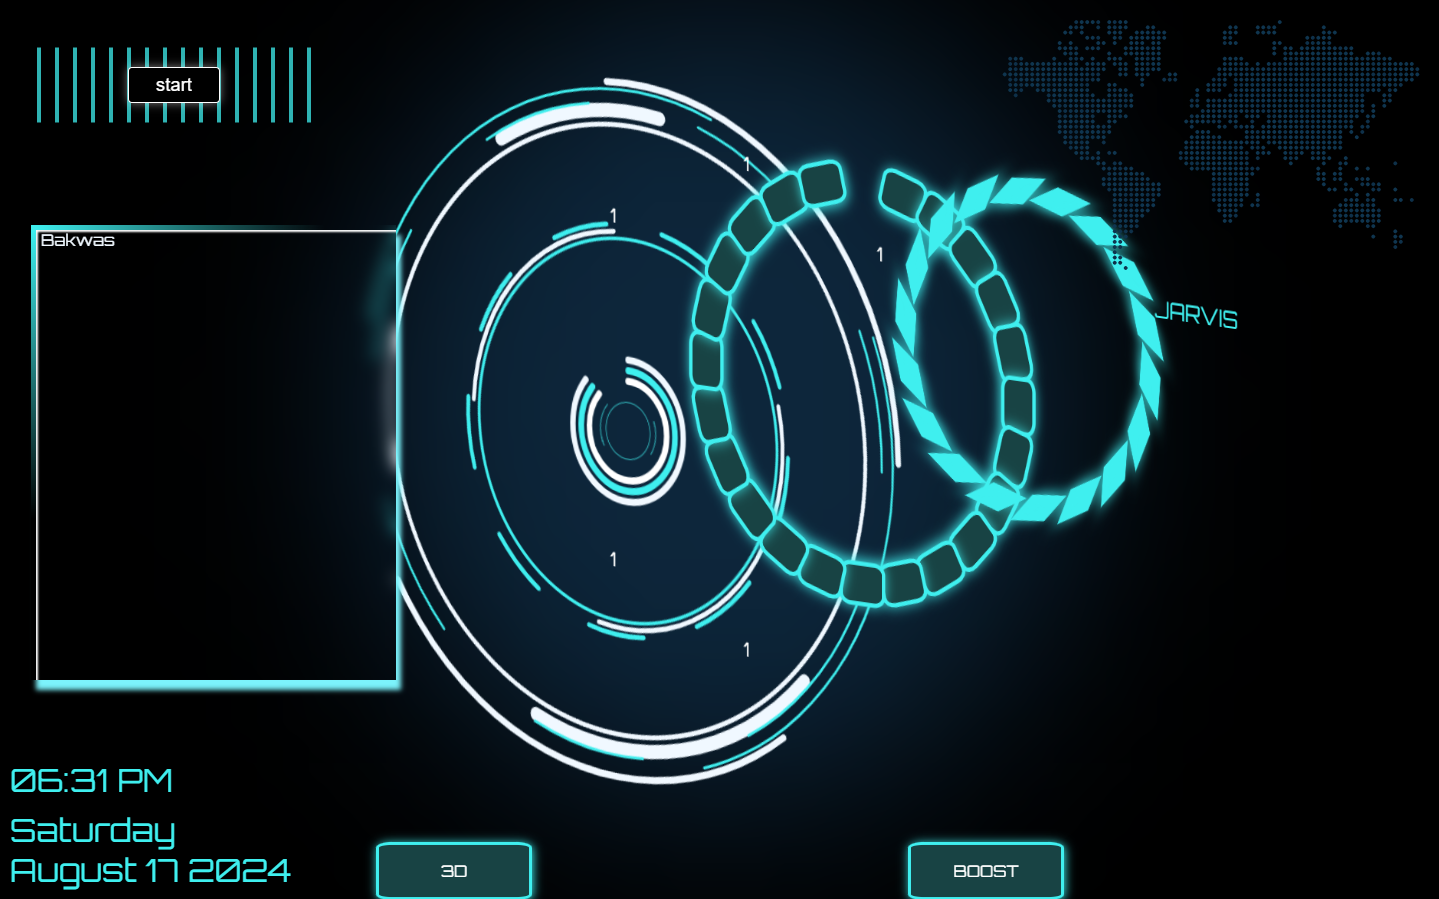 start
1
1
Bakwas
1
JARVIS
1
1
06:31 PM
Saturday
August 17 2024
3D
BOOST